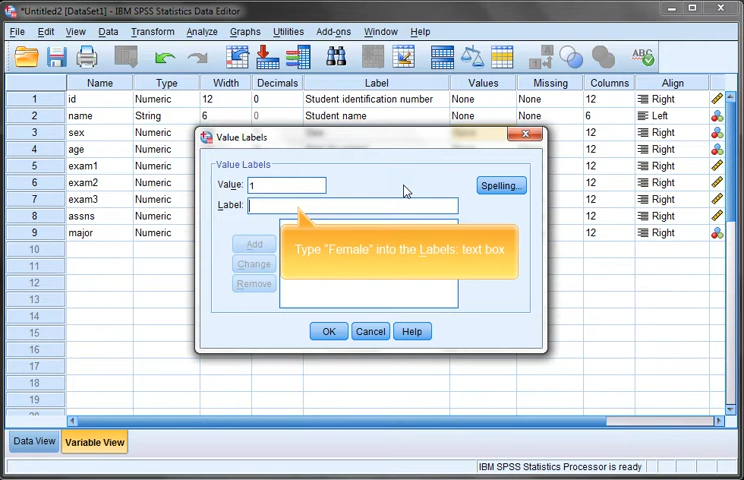 *Untitled2 [DataSet1] - IBM SPSS Statistics Data Editor
File Edit View Data Transform Analyze Graphs Utilities Add-ons Window Help
Name Type Width Decimals Label Values Missing Columns Align
1 id Numeric 12 0 Student identification number None None 12 Right
2 name String 6 0 Student name None None 6 Left
3 sex Numeric 12 Right
4 age Numeric 12 Right
5 exam1 Numeric 12 Right
6 exam2 Numeric 12 Right
7 exam3 Numeric 12 Right
8 assns Numeric 12 Right
9 major Numeric 12 Right
10
11
12
13
14
15
16
17
18
19
Value Labels
Value Labels
Value: 1
Spelling...
Label:
Type "Female" into the Labels: text box
Add
Change
Remove
OK Cancel Help
Data View Variable View
IBM SPSS Statistics Processor is ready